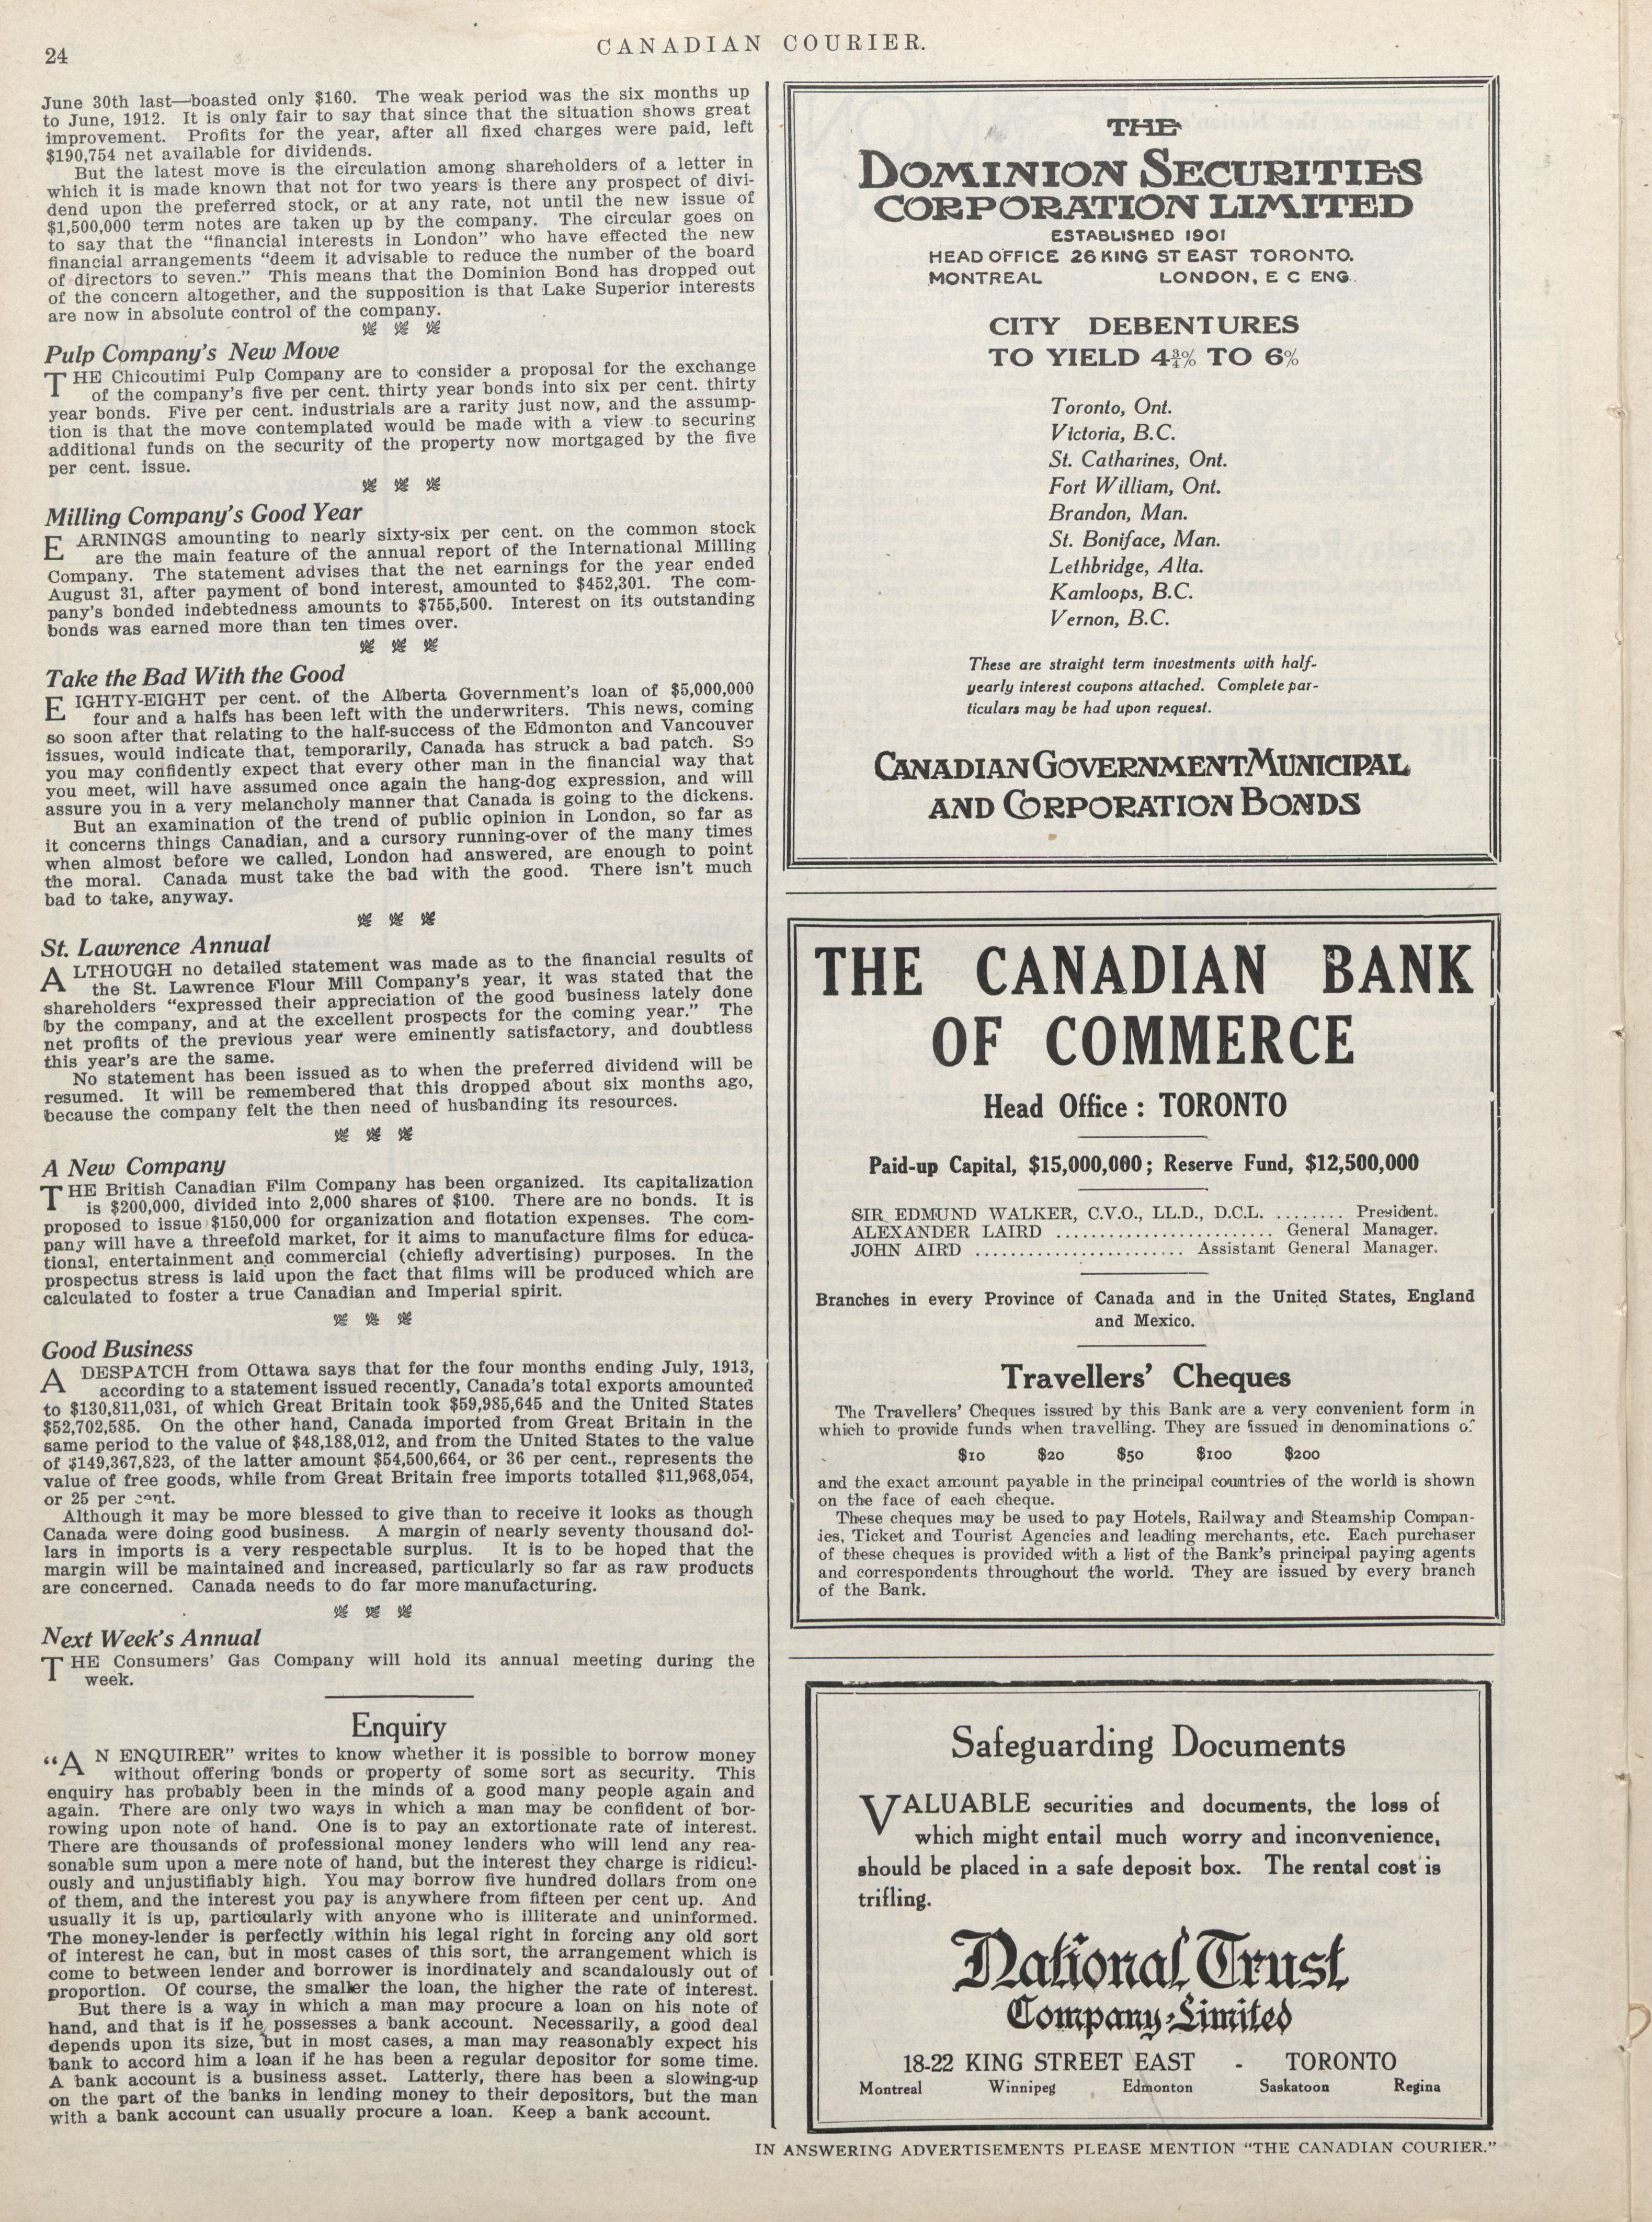 24
CANADIAN COURIER.
June 30th last—boasted only $160. The weak period was the six months up
to June, 1912. It is only fair to say that since that the situation shows great
improvement. Profits for the year, after all fixed charges were paid, left
$190,754 net available for dividends.
But the latest move is the circulation among shareholders of a letter in
which it is made known that not for two years is there any prospect of divi-
dend upon the preferred stock, or at any rate, not until the new issue of
$1,500,000 term notes are taken up by the company. The circular goes on
to say that the "financial interests in London" who have effected the new
financial arrangements "deem it advisable to reduce the number of the board
of directors to seven." This means that the Dominion Bond has dropped out
of the concern altogether, and the supposition is that Lake Superior interests
are now in absolute control of the company.
Pulp Company's New Move
THE Chicoutimi Pulp Company are to consider a proposal for the exchange
of the company's five per cent. thirty year bonds into six per cent. thirty
year bonds. Five per cent. industrials are a rarity just now, and the assump-
tion is that the move contemplated would be made with a view to securing
additional funds on the security of the property now mortgaged by the five
per cent. issue.
Milling Company's Good Year
EARNINGS amounting to nearly sixty-six per cent. on the common stock
are the main feature of the annual report of the International Milling
Company. The statement advises that the net earnings for the year ended
August 31, after payment of bond interest, amounted to $452,301. The com-
pany's bonded indebtedness amounts to $755,500. Interest on its outstanding
bonds was earned more than ten times over.
Take the Bad With the Good
EIGHTY-EIGHT per cent. of the Alberta Government's loan of $5,000,000
four and a halfs has been left with the underwriters. This news, coming
so soon after that relating to the half-success of the Edmonton and Vancouver
issues, would indicate that, temporarily, Canada has struck a bad patch. So
you may confidently expect that every other man in the financial way that
you meet, will have assumed once again the hang-dog expression, and will
assure you in a very melancholy manner that Canada is going to the dickens.
But an examination of the trend of public opinion in London, so far as
it concerns things Canadian, and a cursory running-over of the many times
when almost before we called, London had answered, are enough to point
the moral. Canada must take the bad with the good. There isn't much
bad to take, anyway.
St. Lawrence Annual
ALTHOUGH no detailed statement was made as to the financial results of
the St. Lawrence Flour Mill Company's year, it was stated that the
shareholders "expressed their appreciation of the good business lately done
by the company, and at the excellent prospects for the coming year." The
net profits of the previous year were eminently satisfactory, and doubtless
this year's are the same.
No statement has been issued as to when the preferred dividend will be
resumed. It will be remembered that this dropped about six months ago,
because the company felt the then need of husbanding its resources.
A New Company
THE British Canadian Film Company has been organized. Its capitalization
is $200,000, divided into 2,000 shares of $100. There are no bonds. It is
proposed to issue $150,000 for organization and flotation expenses. The com-
pany will have a threefold market, for it aims to manufacture films for educa-
tional, entertainment and commercial (chiefly advertising) purposes. In the
prospectus stress is laid upon the fact that films will be produced which are
calculated to foster a true Canadian and Imperial spirit.
Good Business
A DESPATCH from Ottawa says that for the four months ending July, 1913,
according to a statement issued recently, Canada's total exports amounted
to $130,811,031, of which Great Britain took $59,985,645 and the United States
$52,702,585. On the other hand, Canada imported from Great Britain in the
same period to the value of $48,188,012, and from the United States to the value
of $149,367,823, of the latter amount $54,500,664, or 36 per cent., represents the
value of free goods, while from Great Britain free imports totalled $11,968,054,
or 25 per cent.
Although it may be more blessed to give than to receive it looks as though
Canada were doing good business. A margin of nearly seventy thousand dol-
lars in imports is a very respectable surplus. It is to be hoped that the
margin will be maintained and increased, particularly so far as raw products
are concerned. Canada needs to do far more manufacturing.
Next Week's Annual
THE Consumers' Gas Company will hold its annual meeting during the
week.
Enquiry
"AN ENQUIRER" writes to know whether it is possible to borrow money
without offering bonds or property of some sort as security. This
enquiry has probably been in the minds of a good many people again and
again. There are only two ways in which a man may be confident of bor-
rowing upon note of hand. One is to pay an extortionate rate of interest.
There are thousands of professional money lenders who will lend any rea-
sonable sum upon a mere note of hand, but the interest they charge is ridicul-
ously and unjustifiably high. You may borrow five hundred dollars from one
of them, and the interest you pay is anywhere from fifteen per cent up. And
usually it is up, particularly with anyone who is illiterate and uninformed.
The money-lender is perfectly within his legal right in forcing any old sort
of interest he can, but in most cases of this sort, the arrangement which is
come to between lender and borrower is inordinately and scandalously out of
proportion. Of course, the smaller the loan, the higher the rate of interest.
But there is a way in which a man may procure a loan on his note of
hand, and that is if he possesses a bank account. Necessarily, a good deal
depends upon its size, but in most cases, a man may reasonably expect his
bank to accord him a loan if he has been a regular depositor for some time.
A bank account is a business asset. Latterly, there has been a slowing-up
on the part of the banks in lending money to their depositors, but the man
with a bank account can usually procure a loan. Keep a bank account.
THE
DOMINION SECURITIES
CORPORATION LIMITED
ESTABLISHED 1901
HEAD OFFICE 26 KING ST EAST TORONTO.
MONTREAL LONDON, E C ENG.
CITY DEBENTURES
TO YIELD 4¾% TO 6%
Toronto, Ont.
Victoria, B.C.
St. Catharines, Ont.
Fort William, Ont.
Brandon, Man.
St. Boniface, Man.
Lethbridge, Alta.
Kamloops, B.C.
Vernon, B.C.
These are straight term investments with half-
yearly interest coupons attached. Complete par-
ticulars may be had upon request.
CANADIAN GOVERNMENT MUNICIPAL
AND CORPORATION BONDS
THE CANADIAN BANK
OF COMMERCE
Head Office : TORONTO
Paid-up Capital, $15,000,000; Reserve Fund, $12,500,000
SIR EDMUND WALKER, C.V.O., LL.D., D.C.L. ........ President.
ALEXANDER LAIRD ........................ General Manager.
JOHN AIRD ....................... Assistant General Manager.
Branches in every Province of Canada and in the United States, England
and Mexico.
Travellers' Cheques
The Travellers' Cheques issued by this Bank are a very convenient form in
which to provide funds when travelling. They are issued in denominations of
$10 $20 $50 $100 $200
and the exact amount payable in the principal countries of the world is shown
on the face of each cheque.
These cheques may be used to pay Hotels, Railway and Steamship Compan-
ies, Ticket and Tourist Agencies and leading merchants, etc. Each purchaser
of these cheques is provided with a list of the Bank's principal paying agents
and correspondents throughout the world. They are issued by every branch
of the Bank.
Safeguarding Documents
VALUABLE securities and documents, the loss of
which might entail much worry and inconvenience,
should be placed in a safe deposit box. The rental cost is
trifling.
National Trust
Company Limited
18-22 KING STREET EAST - TORONTO
Montreal Winnipeg Edmonton Saskatoon Regina
IN ANSWERING ADVERTISEMENTS PLEASE MENTION "THE CANADIAN COURIER."